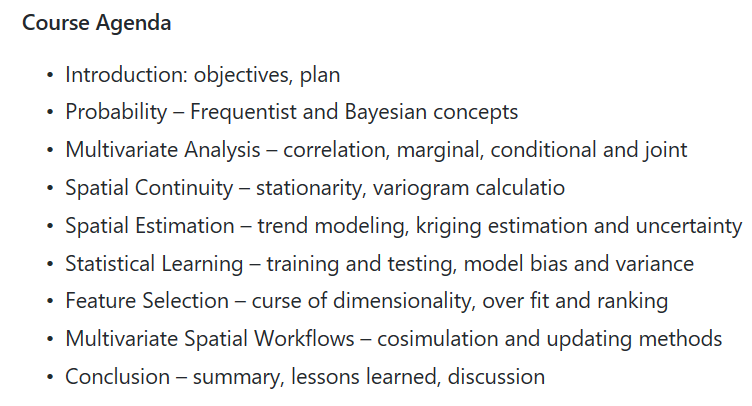 Course Agenda
• Introduction: objectives, plan
• Probability – Frequentist and Bayesian concepts
• Multivariate Analysis – correlation, marginal, conditional and joint
• Spatial Continuity – stationarity, variogram calculatio
• Spatial Estimation – trend modeling, kriging estimation and uncertainty
• Statistical Learning – training and testing, model bias and variance
• Feature Selection – curse of dimensionality, over fit and ranking
• Multivariate Spatial Workflows – cosimulation and updating methods
• Conclusion – summary, lessons learned, discussion